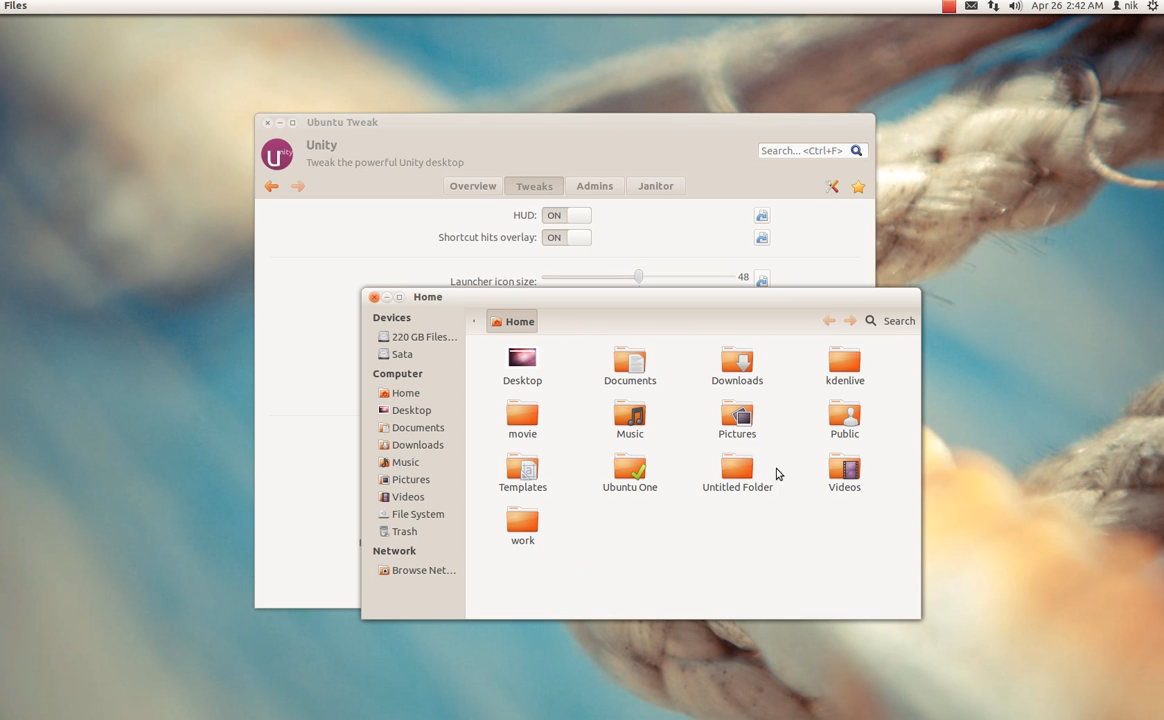 Files
Apr 26 2:42 AM nik
Ubuntu Tweak
Unity
Unity
Tweak the powerful Unity desktop
Search... <Ctrl+F>
Overview Tweaks Admins Janitor
HUD: ON
Shortcut hits overlay: ON
Launcher icon size: 48
Home
Devices
220 GB Files...
Sata
Computer
Home
Desktop
Documents
Downloads
Music
Pictures
Videos
File System
Trash
Network
Browse Net...
Home
Search
Desktop Documents Downloads kdenlive
movie Music Pictures Public
Templates Ubuntu One Untitled Folder Videos
work